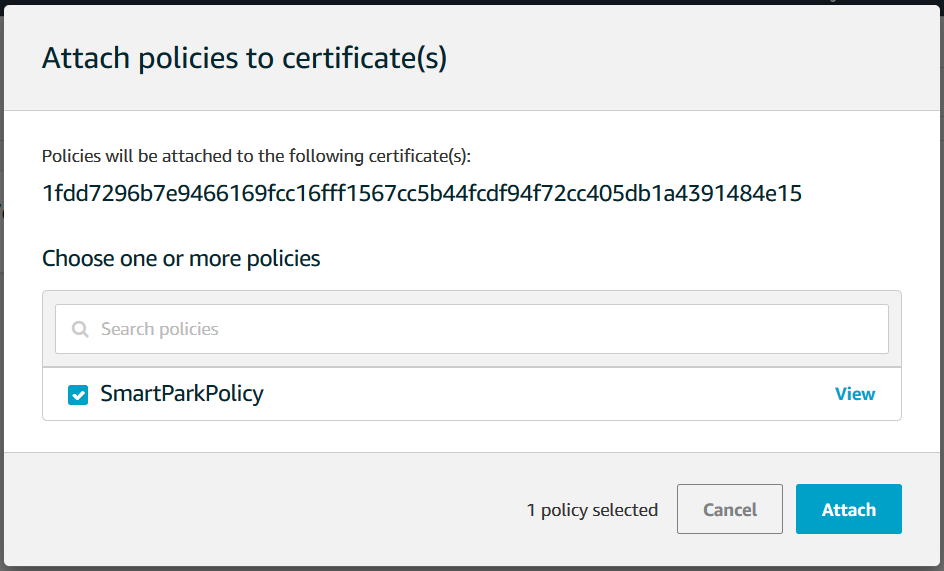 Attach policies to certificate(s)
Policies will be attached to the following certificate(s):
1fdd7296b7e9466169fcc16fff1567cc5b44fcdf94f72cc405db1a4391484e15
Choose one or more policies
Search policies
SmartParkPolicy View
1 policy selected Cancel Attach